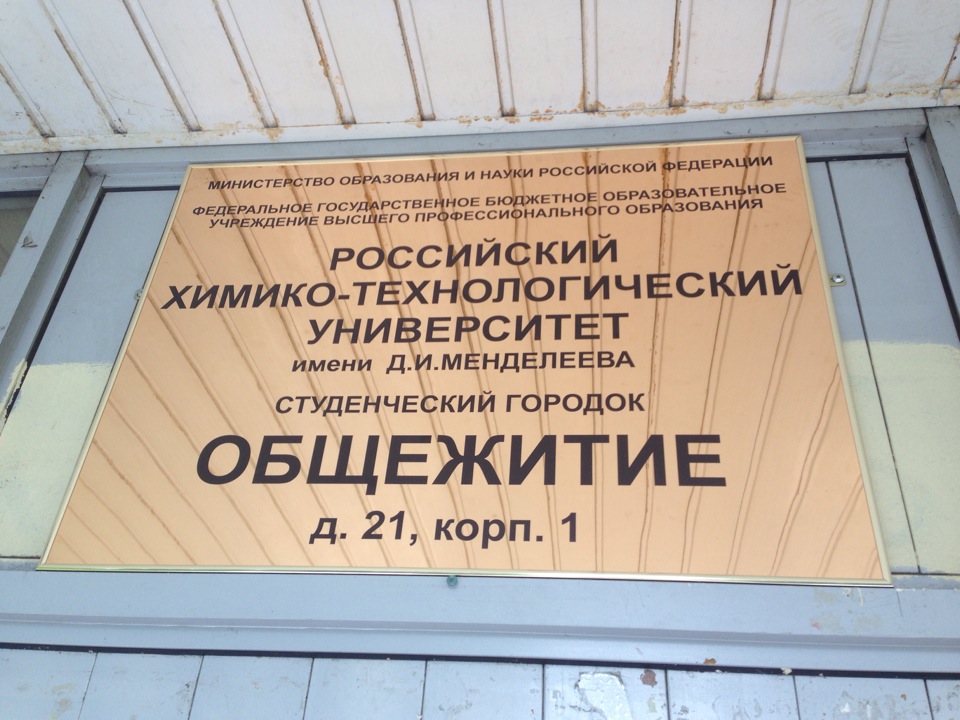 МИНИСТЕРСТВО ОБРАЗОВАНИЯ И НАУКИ РОССИЙСКОЙ ФЕДЕРАЦИИ
ФЕДЕРАЛЬНОЕ ГОСУДАРСТВЕННОЕ БЮДЖЕТНОЕ ОБРАЗОВАТЕЛЬНОЕ
УЧРЕЖДЕНИЕ ВЫСШЕГО ПРОФЕССИОНАЛЬНОГО ОБРАЗОВАНИЯ
РОССИЙСКИЙ
ХИМИКО-ТЕХНОЛОГИЧЕСКИЙ
УНИВЕРСИТЕТ
имени Д.И.МЕНДЕЛЕЕВА
СТУДЕНЧЕСКИЙ ГОРОДОК
ОБЩЕЖИТИЕ
д. 21, корп. 1